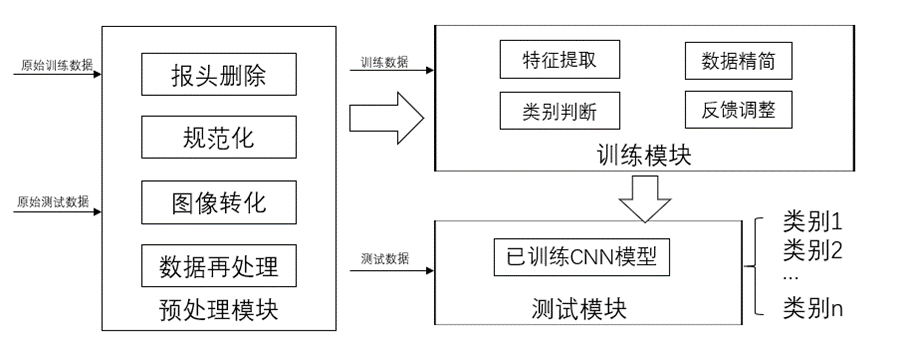 原始训练数据
原始测试数据
报头删除
规范化
图像转化
数据再处理
预处理模块
训练数据
特征提取
数据精简
类别判断
反馈调整
训练模块
测试数据
已训练CNN模型
测试模块
类别1
类别2
...
类别n